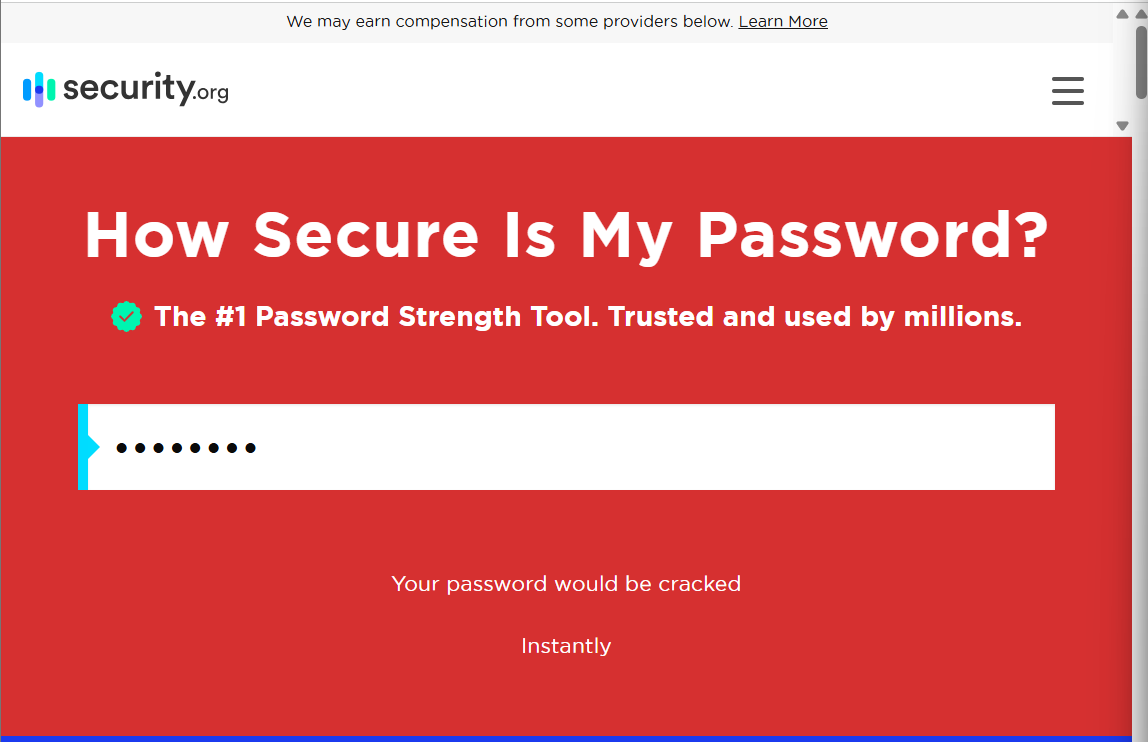 We may earn compensation from some providers below. Learn More
security.org
How Secure Is My Password?
The #1 Password Strength Tool. Trusted and used by millions.
••••••••
Your password would be cracked
Instantly